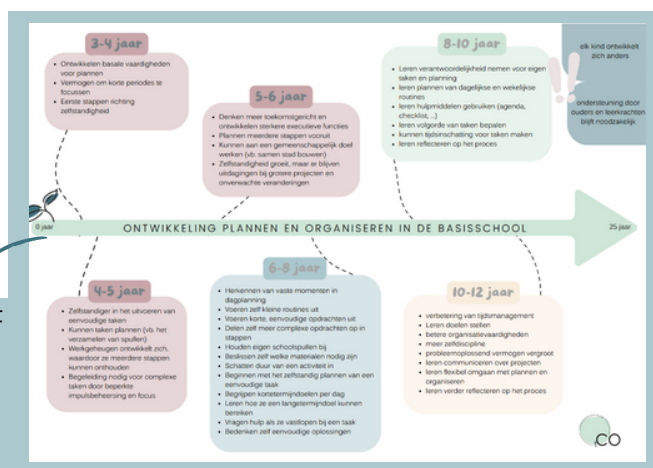 3-4 jaar
Ontwikkelen basale vaardigheden
voor plannen
Vermogen om korte periodes te
focussen
Eerste stappen richting
zelfstandigheid
5-6 jaar
Denken meer toekomstgericht en
ontwikkelen sterkere executieve functies
Plannen meerdere stappen vooruit
Kunnen aan een gemeenschappelijk doel
werken (vb. samen stad bouwen)
Zelfstandigheid groeit, maar er blijven
uitdagingen bij grotere projecten en
onverwachte veranderingen
8-10 jaar
Leren verantwoordelijkheid nemen voor eigen
taken en planning
leren plannen van dagelijkse en wekelijkse
routines
leren hulpmiddelen gebruiken (agenda,
checklist, ...)
leren volgorde van taken bepalen
kunnen tijdsinschatting voor taken maken
leren reflecteren op het proces
!!
elk kind ontwikkelt
zich anders
ondersteuning door
ouders en leerkrachten
blijft noodzakelijk
0 jaar
ONTWIKKELING PLANNEN EN ORGANISEREN IN DE BASISSCHOOL
25 jaar
4-5 jaar
Zelfstandiger in het uitvoeren van
eenvoudige taken
Kunnen taken plannen (vb. het
verzamelen van spullen)
Werkgeheugen ontwikkelt zich,
waardoor ze meerdere stappen
kunnen onthouden
Begeleiding nodig voor complexe
taken door beperkte
impulsbeheersing en focus
6-8 jaar
Herkennen van vaste momenten in
dagplanning
Voeren zelf kleine routines uit
Voeren korte, eenvoudige opdrachten uit
Delen zelf meer complexe opdrachten op in
stappen
Houden eigen schoolspullen bij
Beslissen zelf welke materialen nodig zijn
Schatten duur van een activiteit in
Beginnen met het zelfstandig plannen van een
eenvoudige taak
Begrijpen kortetermijndoelen per dag
Leren hoe ze een langetermijndoel kunnen
bereiken
Vragen hulp als ze vastlopen bij een taak
Bedenken zelf eenvoudige oplossingen
10-12 jaar
verbetering van tijdsmanagement
Leren doelen stellen
betere organisatievaardigheden
meer zelfdiscipline
probleemoplossend vermogen vergroot
leren communiceren over projecten
leren flexibel omgaan met plannen en
organiseren
leren verder reflecteren op het proces
CO